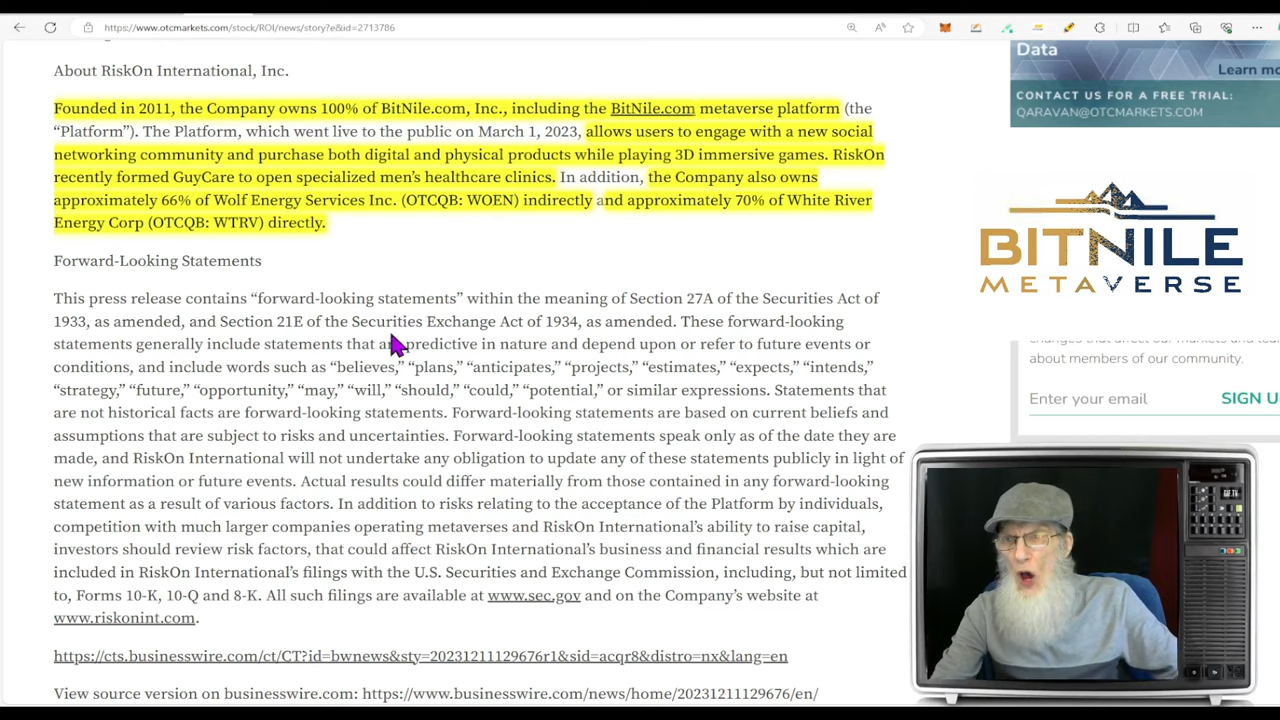 https://www.otcmarkets.com/stock/ROI/news/story?e&id=2713786
About RiskOn International, Inc.
Founded in 2011, the Company owns 100% of BitNile.com, Inc., including the BitNile.com metaverse platform (the
“Platform”). The Platform, which went live to the public on March 1, 2023, allows users to engage with a new social
networking community and purchase both digital and physical products while playing 3D immersive games. RiskOn
recently formed GuyCare to open specialized men’s healthcare clinics. In addition, the Company also owns
approximately 66% of Wolf Energy Services Inc. (OTCQB: WOEN) indirectly and approximately 70% of White River
Energy Corp (OTCQB: WTRV) directly.
Forward-Looking Statements
This press release contains “forward-looking statements” within the meaning of Section 27A of the Securities Act of
1933, as amended, and Section 21E of the Securities Exchange Act of 1934, as amended. These forward-looking
statements generally include statements that are predictive in nature and depend upon or refer to future events or
conditions, and include words such as “believes,” “plans,” “anticipates,” “projects,” “estimates,” “expects,” “intends,”
“strategy,” “future,” “opportunity,” “may,” “will,” “should,” “could,” “potential,” or similar expressions. Statements that
are not historical facts are forward-looking statements. Forward-looking statements are based on current beliefs and
assumptions that are subject to risks and uncertainties. Forward-looking statements speak only as of the date they are
made, and RiskOn International will not undertake any obligation to update any of these statements publicly in light of
new information or future events. Actual results could differ materially from those contained in any forward-looking
statement as a result of various factors. In addition to risks relating to the acceptance of the Platform by individuals,
competition with much larger companies operating metaverses and RiskOn International’s ability to raise capital,
investors should review risk factors, that could affect RiskOn International’s business and financial results which are
included in RiskOn International’s filings with the U.S. Securities and Exchange Commission, including, but not limited
to, Forms 10-K, 10-Q and 8-K. All such filings are available at www.sec.gov and on the Company’s website at
www.riskonint.com.
View source version on businesswire.com: https://www.businesswire.com/news/home/20231211129676/en/
Data
Learn mo
CONTACT US FOR A FREE TRIAL:
QARAVAN@OTCMARKETS.COM
BITNILE
METAVERSE
about members of our community.
Enter your email
SIGN U
GIF.TV